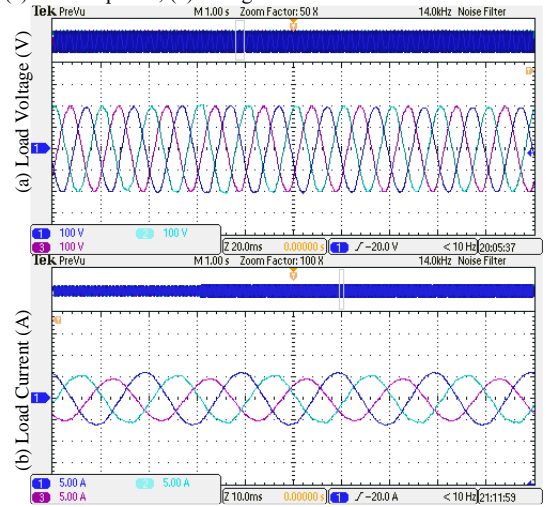 (a) Load Voltage (V)
Tek PreVu M 1.00 s Zoom Factor: 50 X 14.0kHz Noise Filter
T
T
1
1 100 V 2 100 V
3 100 V
Z 20.0ms 0.00000 s 1 -20.0 V < 10 Hz 20:05:37
(b) Load Current (A)
Tek PreVu M 1.00 s Zoom Factor: 100 X 14.0kHz Noise Filter
T
T
1
1 5.00 A 2 5.00 A
3 5.00 A
Z 10.0ms 0.00000 s 1 -20.0 A < 10 Hz 21:11:59